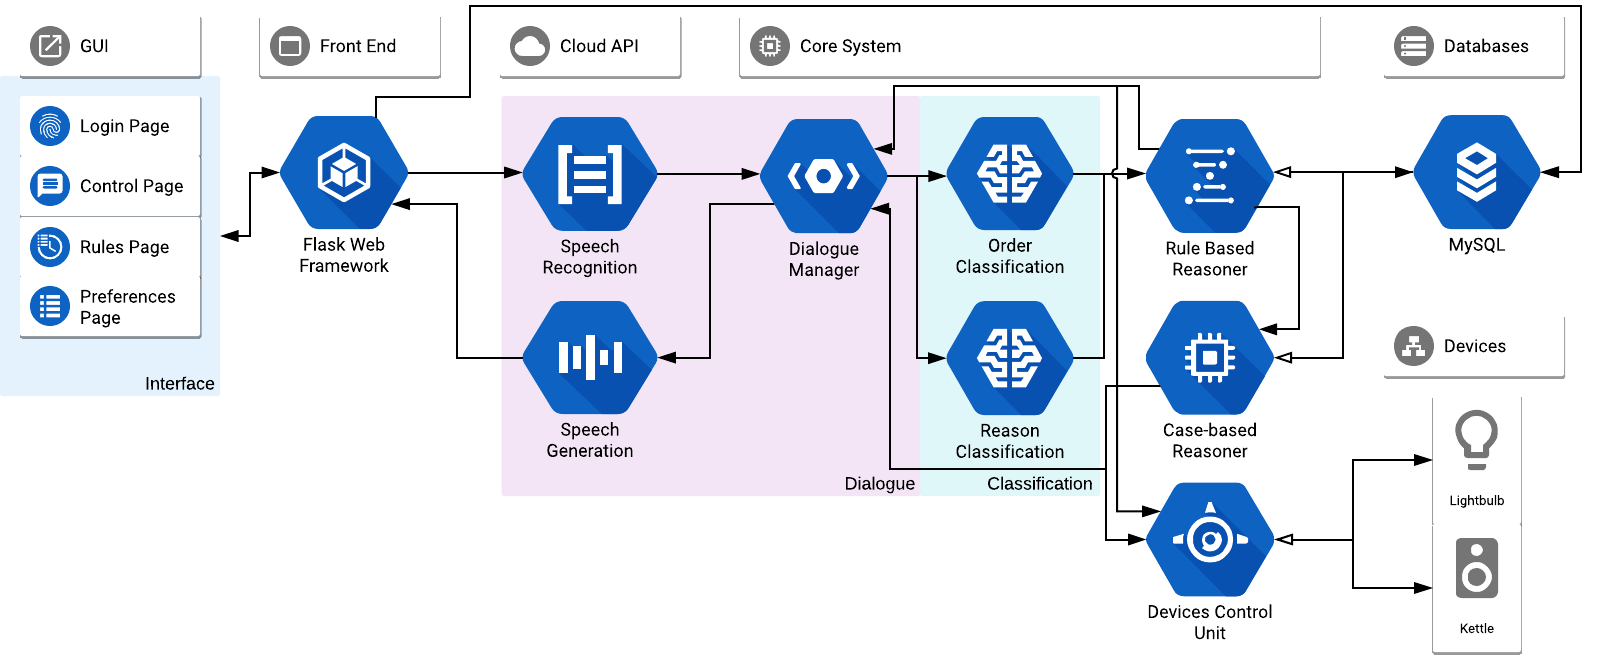 GUI
Front End
Cloud API
Core System
Databases
Login Page
Control Page
Rules Page
Preferences
Page
Interface
Flask Web
Framework
Speech
Recognition
Speech
Generation
Dialogue
Manager
Dialogue
Order
Classification
Reason
Classification
Classification
Rule Based
Reasoner
Case-based
Reasoner
Devices Control
Unit
MySQL
Devices
Lightbulb
Kettle